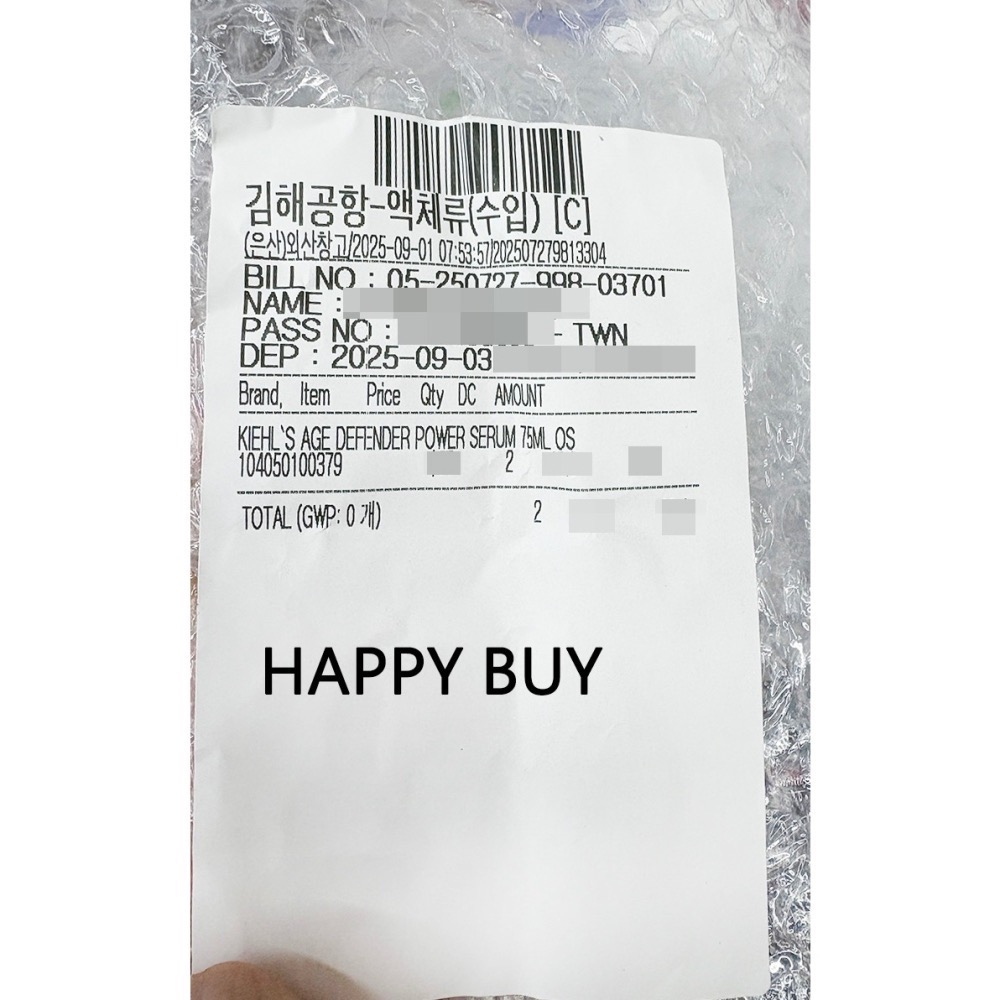 김해공항-액체류(수입) [C]
(은산)외산창고/2025-09-01 07:53:57/202507279813304
BILL NO : 05-250727-998-03701
NAME :
PASS NO : - TWN
DEP : 2025-09-03
Brand, Item Price Qty DC AMOUNT
KIEHL'S AGE DEFENDER POWER SERUM 75ML OS
104050100379 2
TOTAL (GWP: 0 개) 2
HAPPY BUY